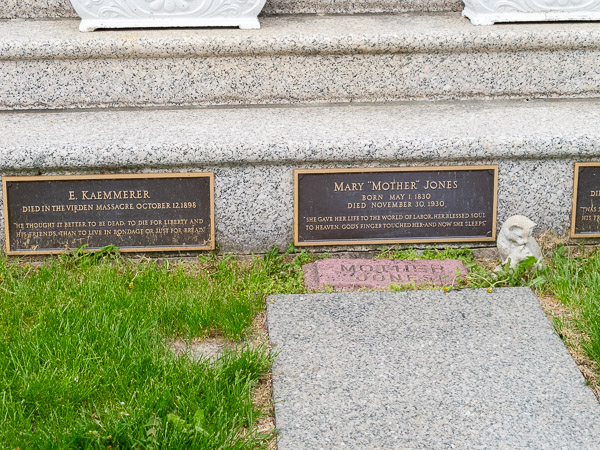 E. KAEMMERER
DIED IN THE VIRDEN MASSACRE, OCTOBER 12, 1898
"HE THOUGHT IT BETTER TO BE DEAD, TO DIE FOR LIBERTY AND
HIS FRIENDS, THAN TO LIVE IN BONDAGE OR JUST FOR BREAD."
MARY "MOTHER" JONES
BORN MAY 1, 1830
DIED NOVEMBER 30, 1930
"SHE GAVE HER LIFE TO THE WORLD OF LABOR, HER BLESSED SOUL
TO HEAVEN. GOD'S FINGER TOUCHED HER AND NOW SHE SLEEPS."
DIE
MOTHER
JONES